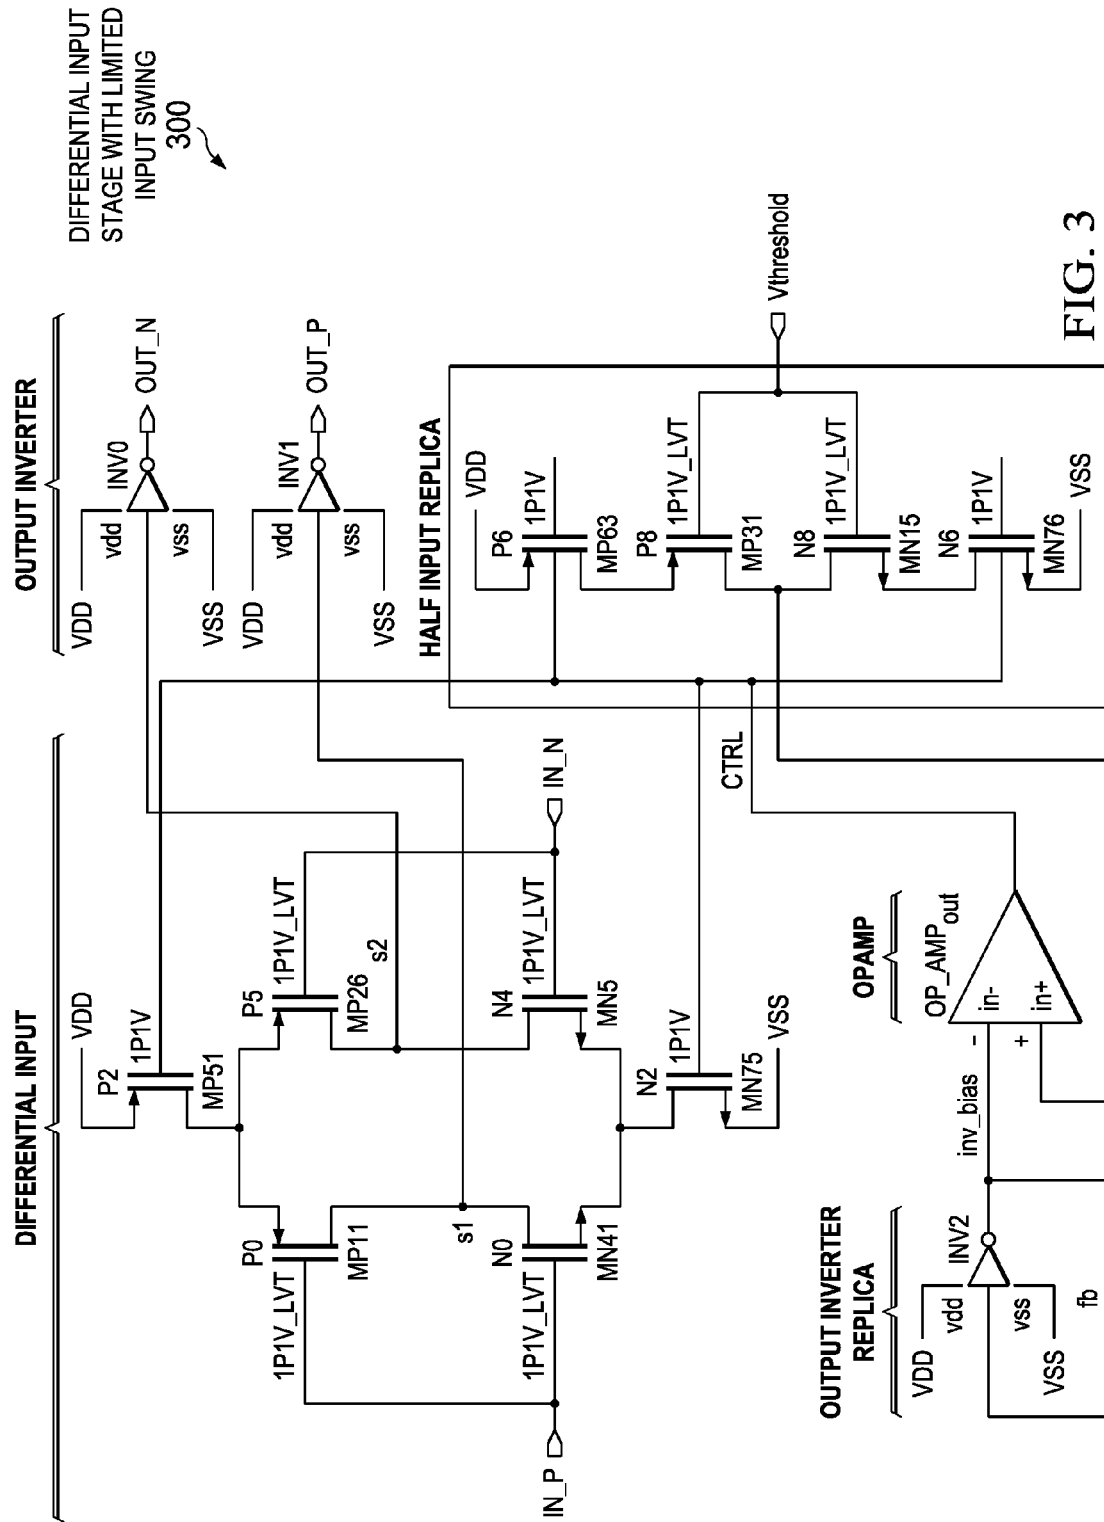 DIFFERENTIAL INPUT
STAGE WITH LIMITED
INPUT SWING
300
DIFFERENTIAL INPUT
VDD
P2
1P1V
MP51
P0
1P1V_LVT
MP11
P5
1P1V_LVT
MP26
s1
s2
N0
1P1V_LVT
MN41
N4
1P1V_LVT
MN5
IN_P
IN_N
N2
1P1V
MN75
VSS
OUTPUT INVERTER
VDD
vdd
INV0
OUT_N
vss
VSS
VDD
vdd
INV1
OUT_P
vss
VSS
HALF INPUT REPLICA
VDD
P6
1P1V
MP63
P8
1P1V_LVT
MP31
Vthreshold
N8
1P1V_LVT
MN15
N6
1P1V
MN76
VSS
CTRL
OUTPUT INVERTER
REPLICA
VDD
vdd
INV2
vss
VSS
fb
inv_bias
OPAMP
OP_AMP
out
-
in-
+
in+
FIG. 3